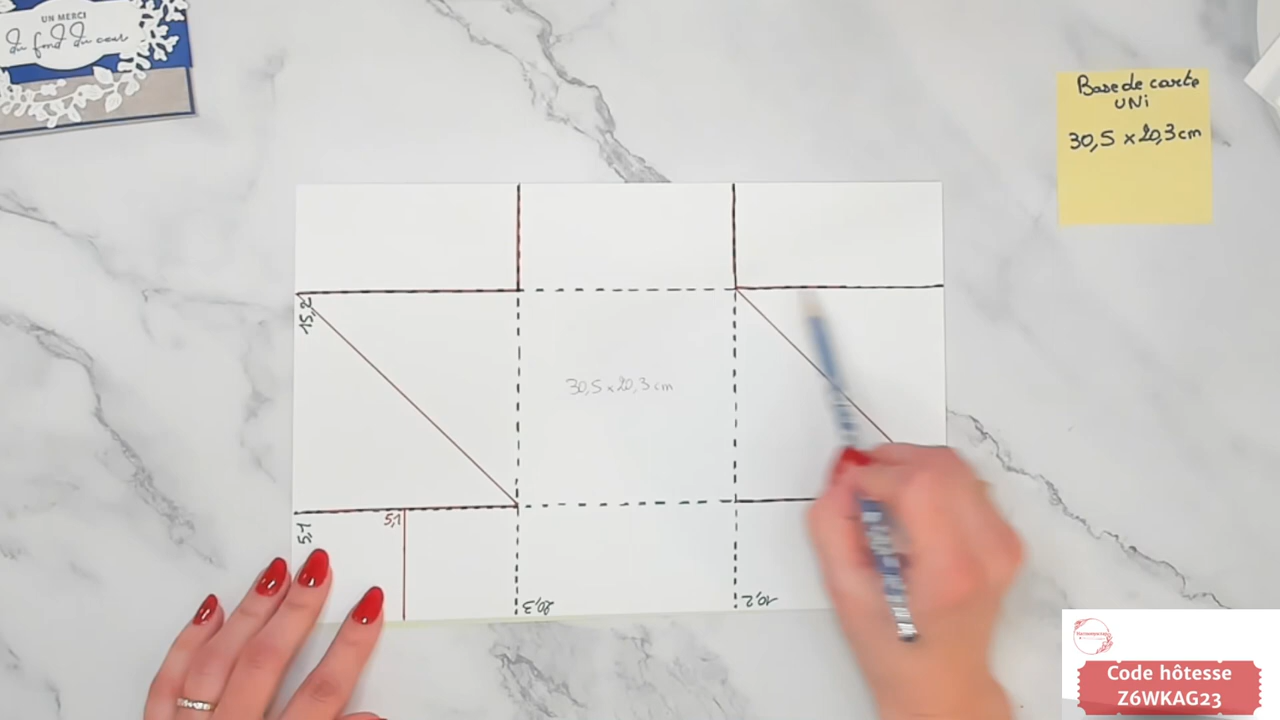 UN MERCI
du fond du cœur
Base de carte
UNi
30,5 x 20,3 cm
15,2
30,5 x 20,3 cm
5,1
5,1
20,3
10,2
Code hôtesse
Z6WKAG23